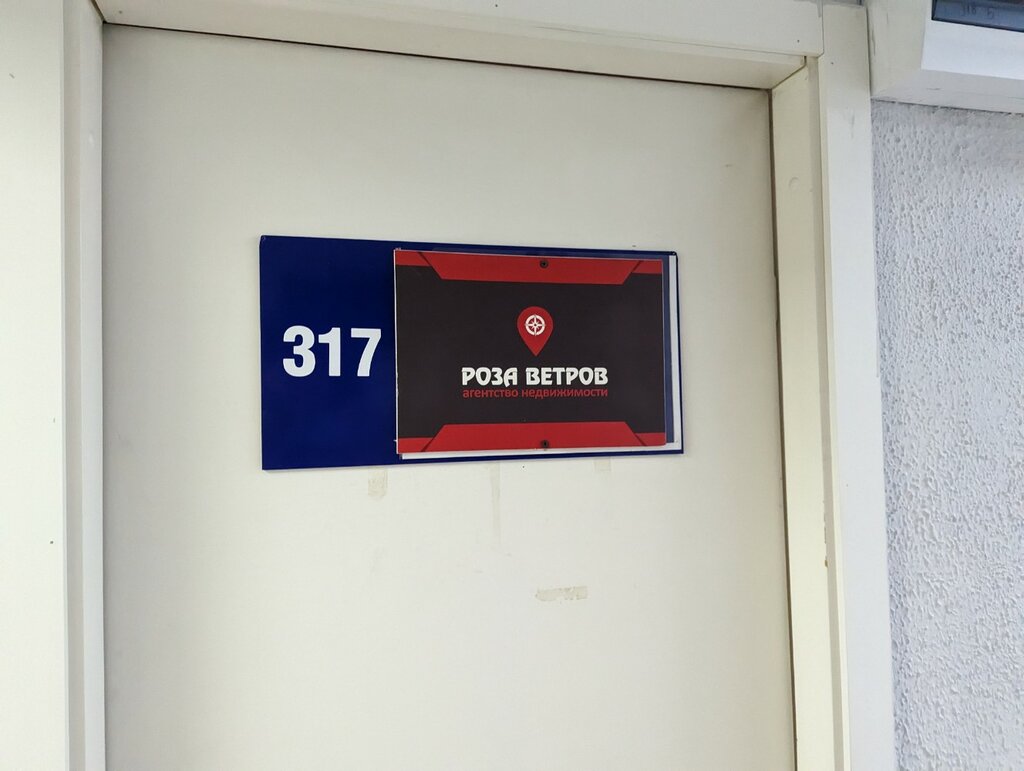 317
РОЗА ВЕТРОВ
агентство недвижимости